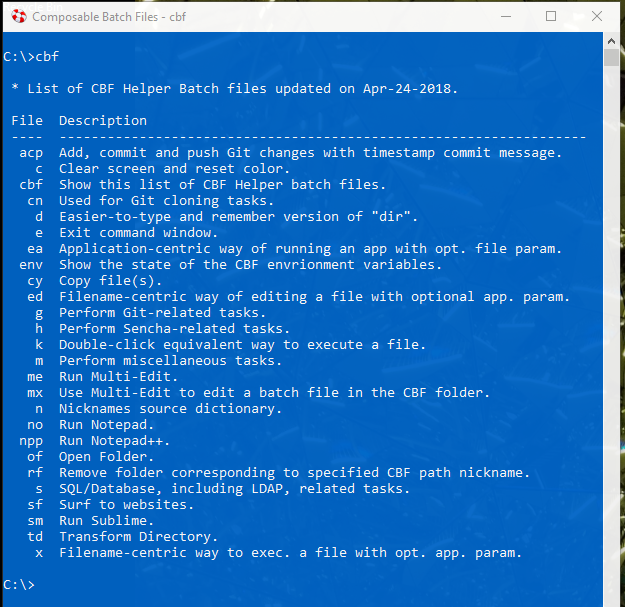 Composable Batch Files - cbf
C:\>cbf
* List of CBF Helper Batch files updated on Apr-24-2018.
File  Description
----  ------------------------------------------------------------------
acp  Add, commit and push Git changes with timestamp commit message.
c  Clear screen and reset color.
cbf  Show this list of CBF Helper batch files.
cn  Used for Git cloning tasks.
d  Easier-to-type and remember version of "dir".
e  Exit command window.
ea  Application-centric way of running an app with opt. file param.
env  Show the state of the CBF envrionment variables.
cy  Copy file(s).
ed  Filename-centric way of editing a file with optional app. param.
g  Perform Git-related tasks.
h  Perform Sencha-related tasks.
k  Double-click equivalent way to execute a file.
m  Perform miscellaneous tasks.
me  Run Multi-Edit.
mx  Use Multi-Edit to edit a batch file in the CBF folder.
n  Nicknames source dictionary.
no  Run Notepad.
npp  Run Notepad++.
of  Open Folder.
rf  Remove folder corresponding to specified CBF path nickname.
s  SQL/Database, including LDAP, related tasks.
sf  Surf to websites.
sm  Run Sublime.
td  Transform Directory.
x  Filename-centric way to exec. a file with opt. app. param.
C:\>